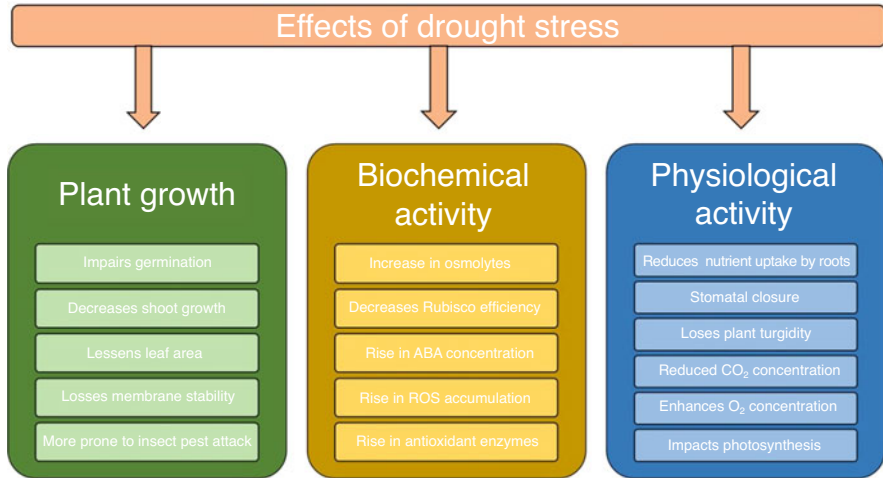 Effects of drought stress
Plant growth
Impairs germination
Decreases shoot growth
Lessens leaf area
Losses membrane stability
More prone to insect pest attack
Biochemical
activity
Increase in osmolytes
Decreases Rubisco efficiency
Rise in ABA concentration
Rise in ROS accumulation
Rise in antioxidant enzymes
Physiological
activity
Reduces nutrient uptake by roots
Stomatal closure
Loses plant turgidity
Reduced CO₂ concentration
Enhances O₂ concentration
Impacts photosynthesis